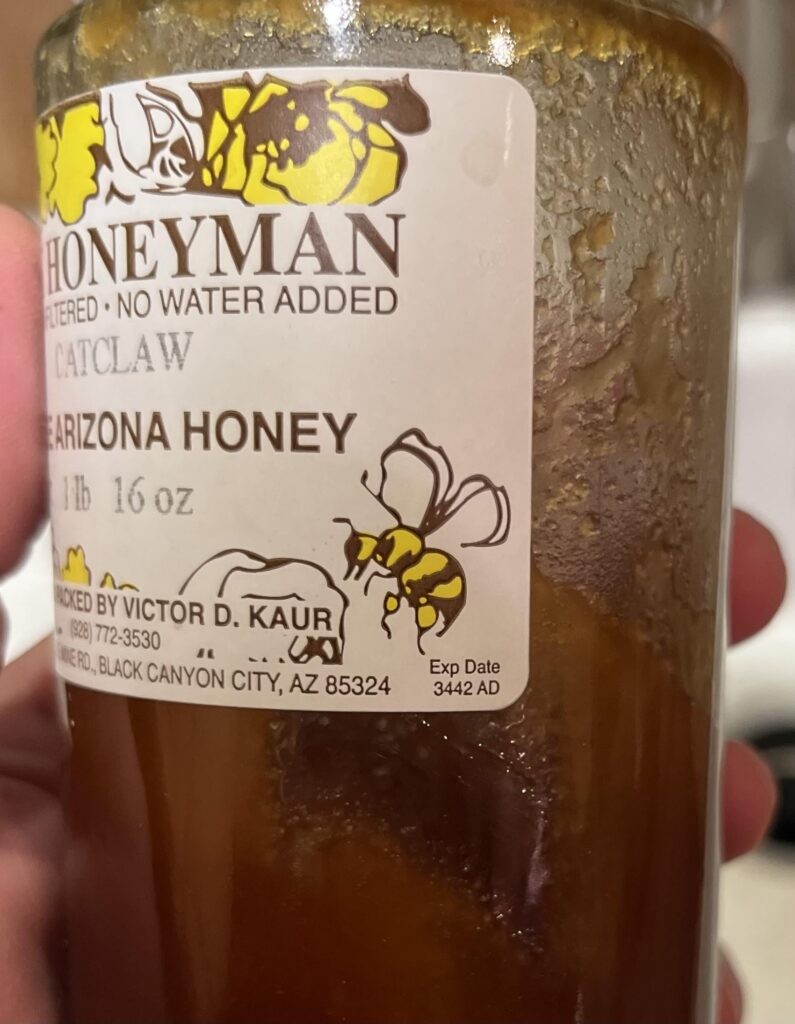 HONEYMAN
FILTERED • NO WATER ADDED
CATCLAW
ARIZONA HONEY
1 lb 16 oz
PACKED BY VICTOR D. KAUR
(928) 772-3530
MINE RD., BLACK CANYON CITY, AZ 85324
Exp Date
3442 AD